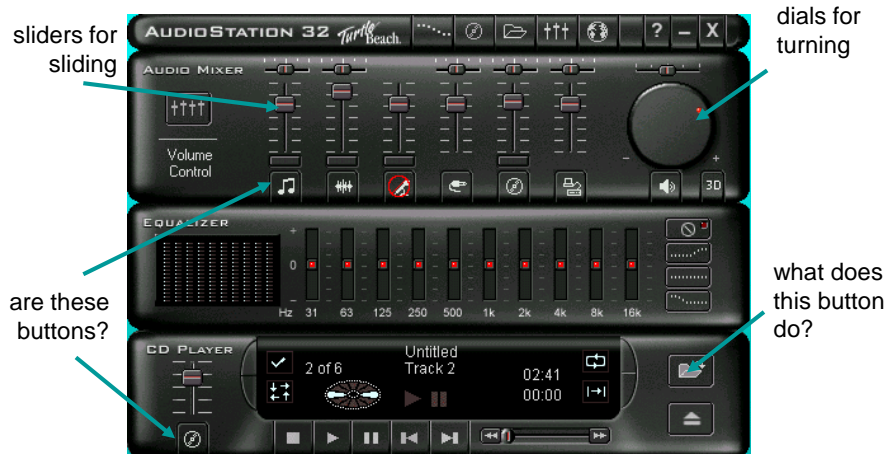 sliders for
sliding
dials for
turning
AUDIOSTATION 32 Turtle Beach. ? – X
AUDIO MIXER
Volume
Control
– +
3D
EQUALIZER
+
0
–
Hz 31 63 125 250 500 1k 2k 4k 8k 16k
are these
buttons?
what does
this button
do?
CD PLAYER
Untitled
2 of 6 Track 2
02:41
00:00